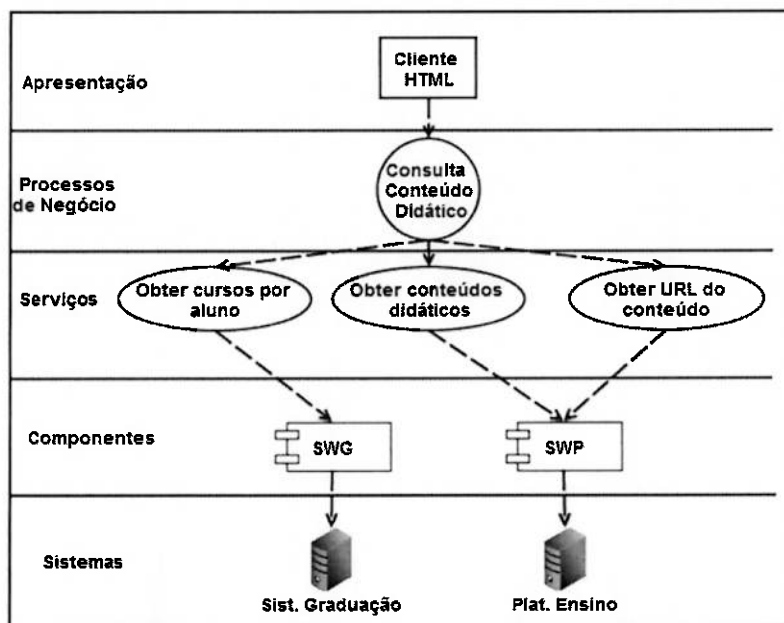 Apresentação
Cliente
HTML
Processos
de Negócio
Consulta
Conteúdo
Didático
Serviços
Obter cursos por
aluno
Obter conteúdos
didáticos
Obter URL do
conteúdo
Componentes
SWG
SWP
Sistemas
Sist. Graduação
Plat. Ensino